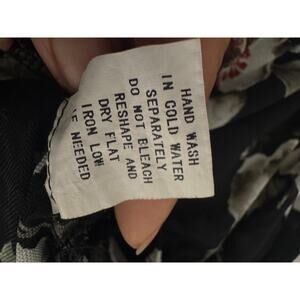 HAND WASH
IN COLD WATER
SEPARATELY
DO NOT BLEACH
RESHAPE AND
DRY FLAT
IRON LOW
NEEDED